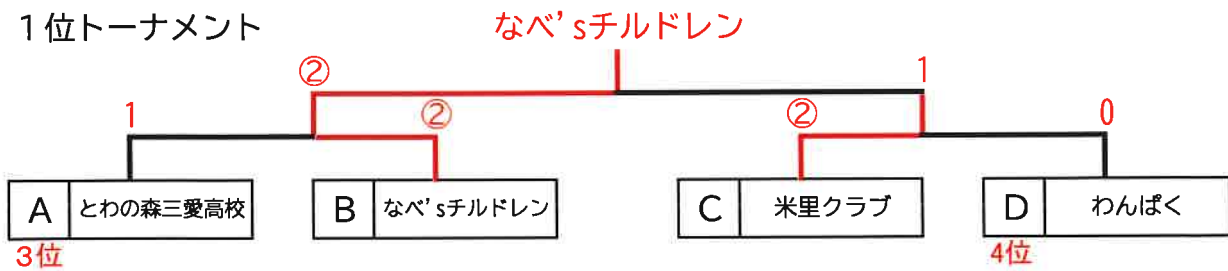 1位トーナメント
なべ’sチルドレン
②
1
1
②
②
0
A とわの森三愛高校
B なべ’sチルドレン
C 米里クラブ
D わんぱく
3位
4位